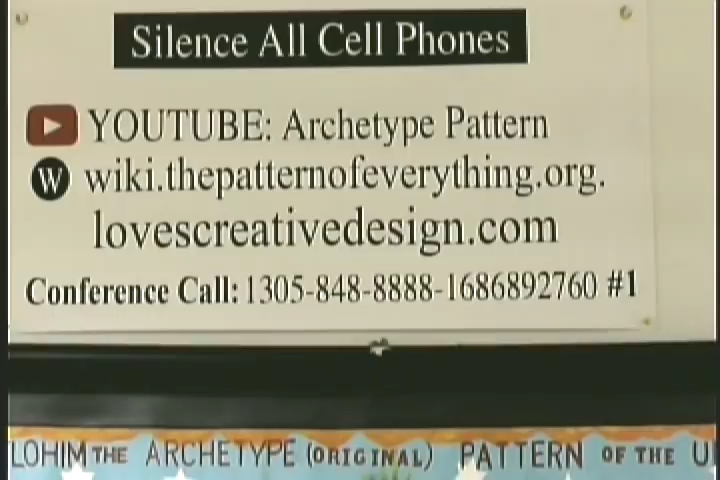 Silence All Cell Phones
YOUTUBE: Archetype Pattern
W wiki.thepatternofeverything.org.
lovescreativedesign.com
Conference Call: 1305-848-8888-1686892760 #1
LOHIM THE ARCHETYPE (ORIGINAL) PATTERN OF THE U